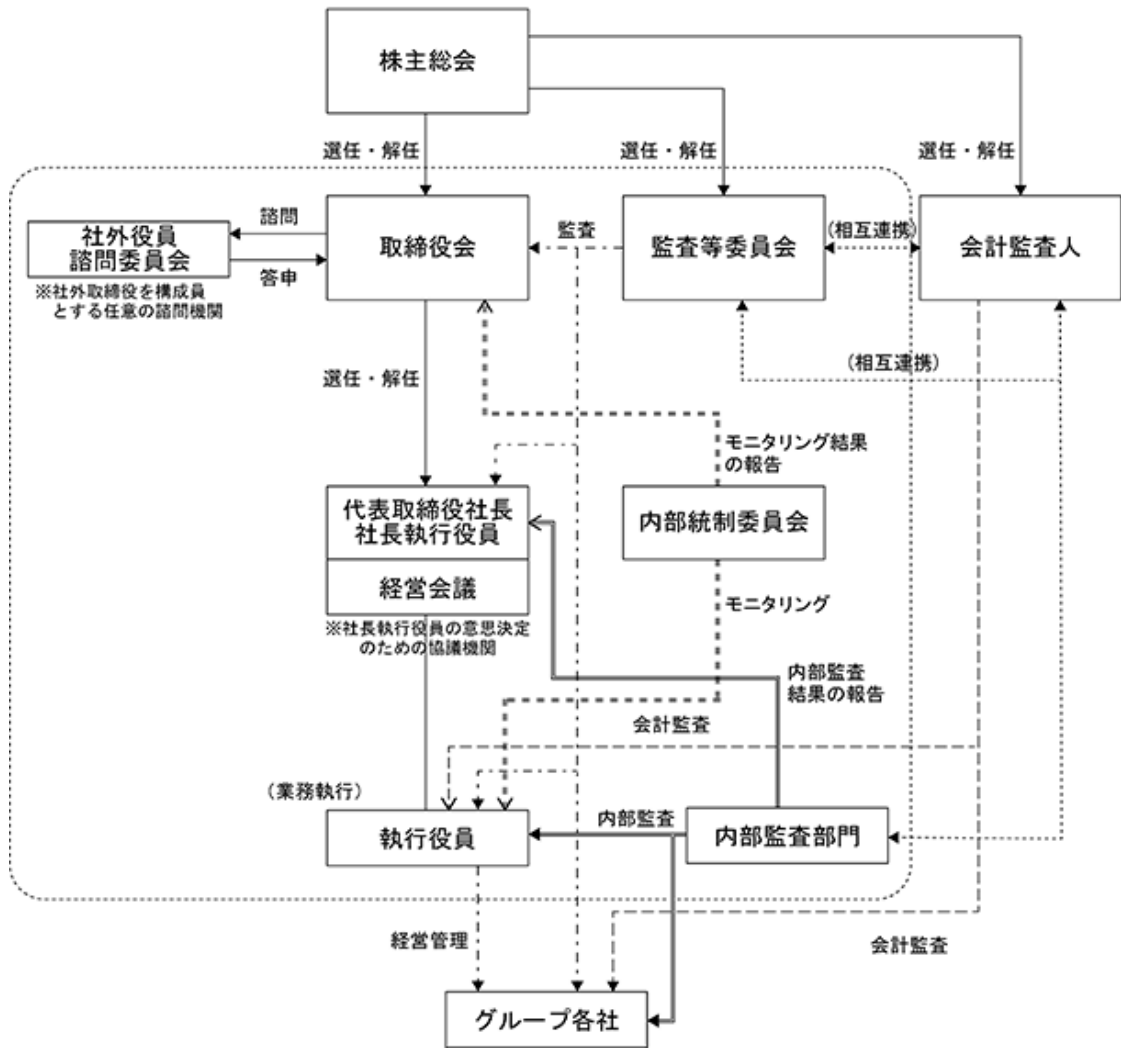 株主総会
選任・解任
選任・解任
選任・解任
社外役員
諮問委員会
諮問
答申
※社外取締役を構成員
とする任意の諮問機関
取締役会
監査
監査等委員会
(相互連携)
会計監査人
選任・解任
(相互連携)
モニタリング結果
の報告
代表取締役社長
社長執行役員
経営会議
※社長執行役員の意思決定
のための協議機関
内部統制委員会
モニタリング
内部監査
結果の報告
会計監査
(業務執行)
執行役員
内部監査
内部監査部門
経営管理
会計監査
グループ各社